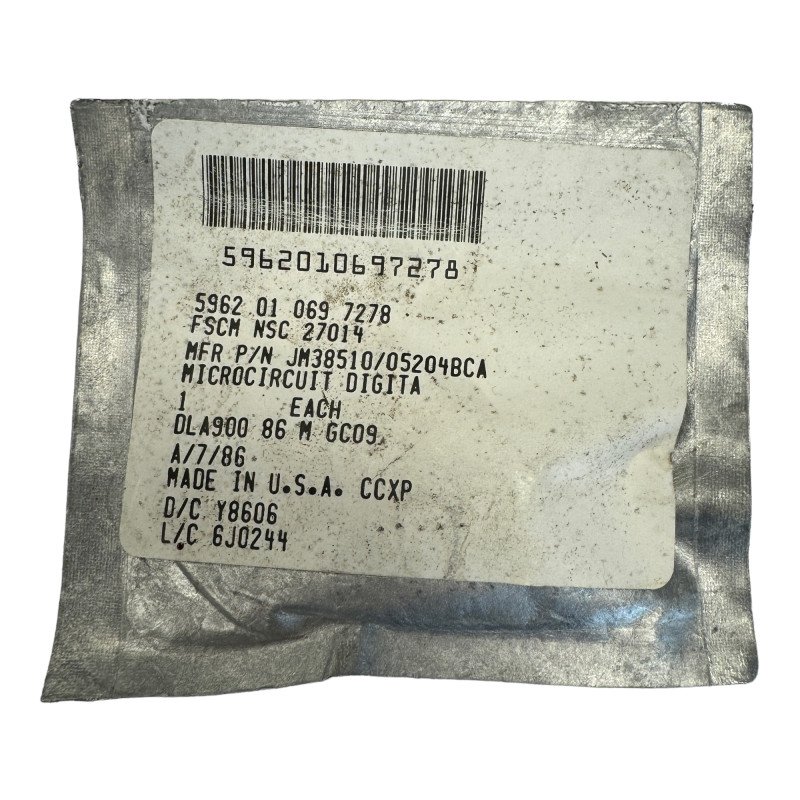 5962010697278
5962 01 069 7278
FSCM NSC 27014
MFR P/N JM38510/05204BCA
MICROCIRCUIT DIGITA
1 EACH
DLA900 86 M GC09
A/7/86
MADE IN U.S.A. CCXP
D/C Y8606
L/C 6J0244